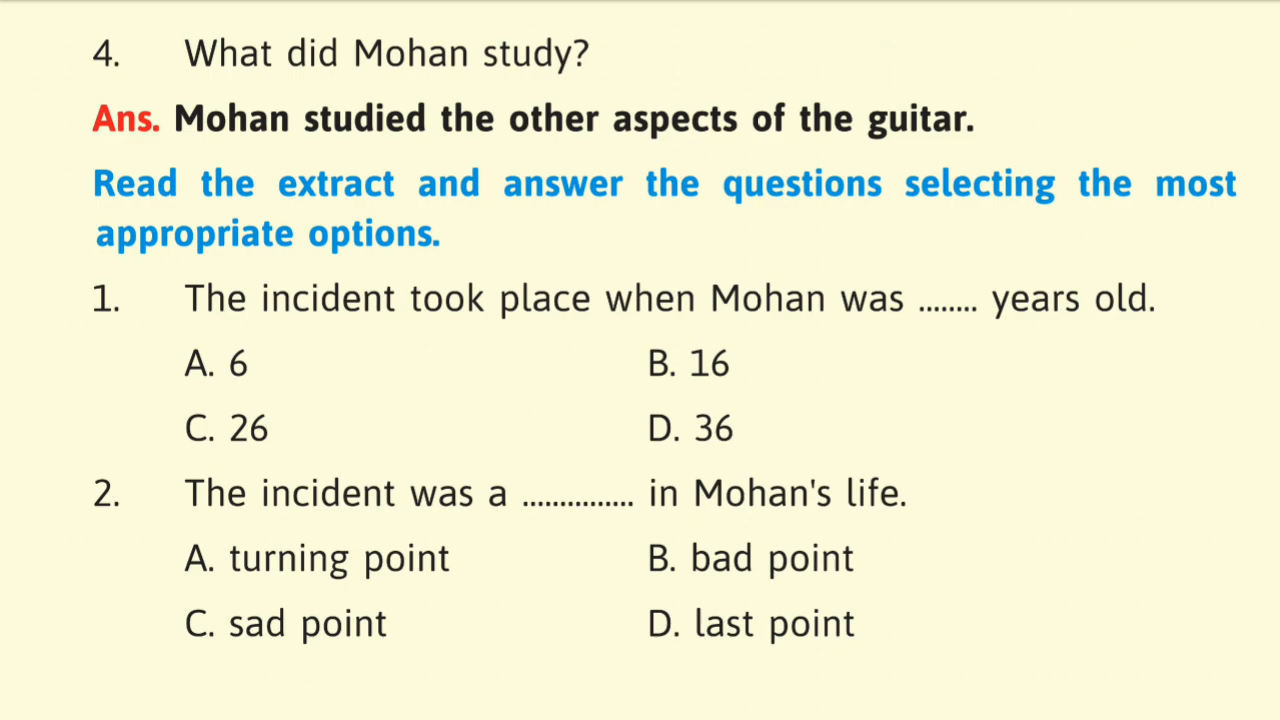 4. What did Mohan study?
Ans. Mohan studied the other aspects of the guitar.
Read the extract and answer the questions selecting the most
appropriate options.
1. The incident took place when Mohan was ........ years old.
A. 6 B. 16
C. 26 D. 36
2. The incident was a ............... in Mohan's life.
A. turning point B. bad point
C. sad point D. last point